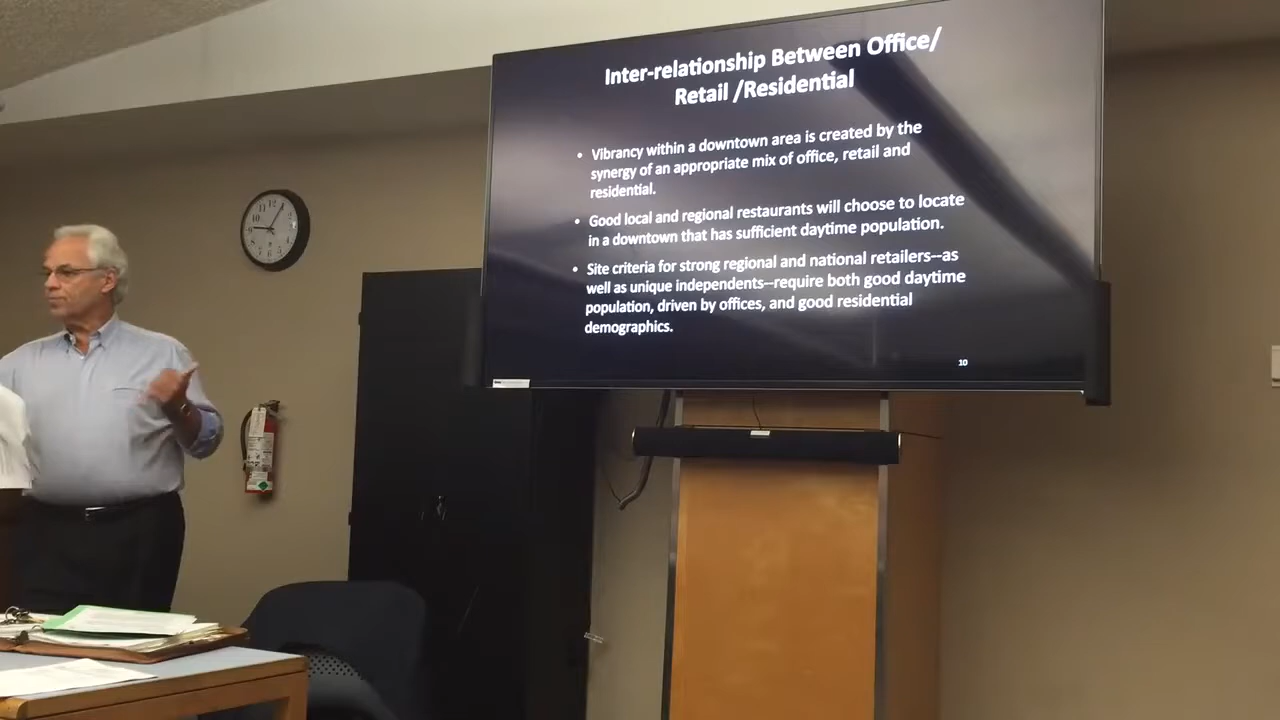 Inter-relationship Between Office/
Retail /Residential
• Vibrancy within a downtown area is created by the
synergy of an appropriate mix of office, retail and
residential.
• Good local and regional restaurants will choose to locate
in a downtown that has sufficient daytime population.
• Site criteria for strong regional and national retailers--as
well as unique independents--require both good daytime
population, driven by offices, and good residential
demographics.
10